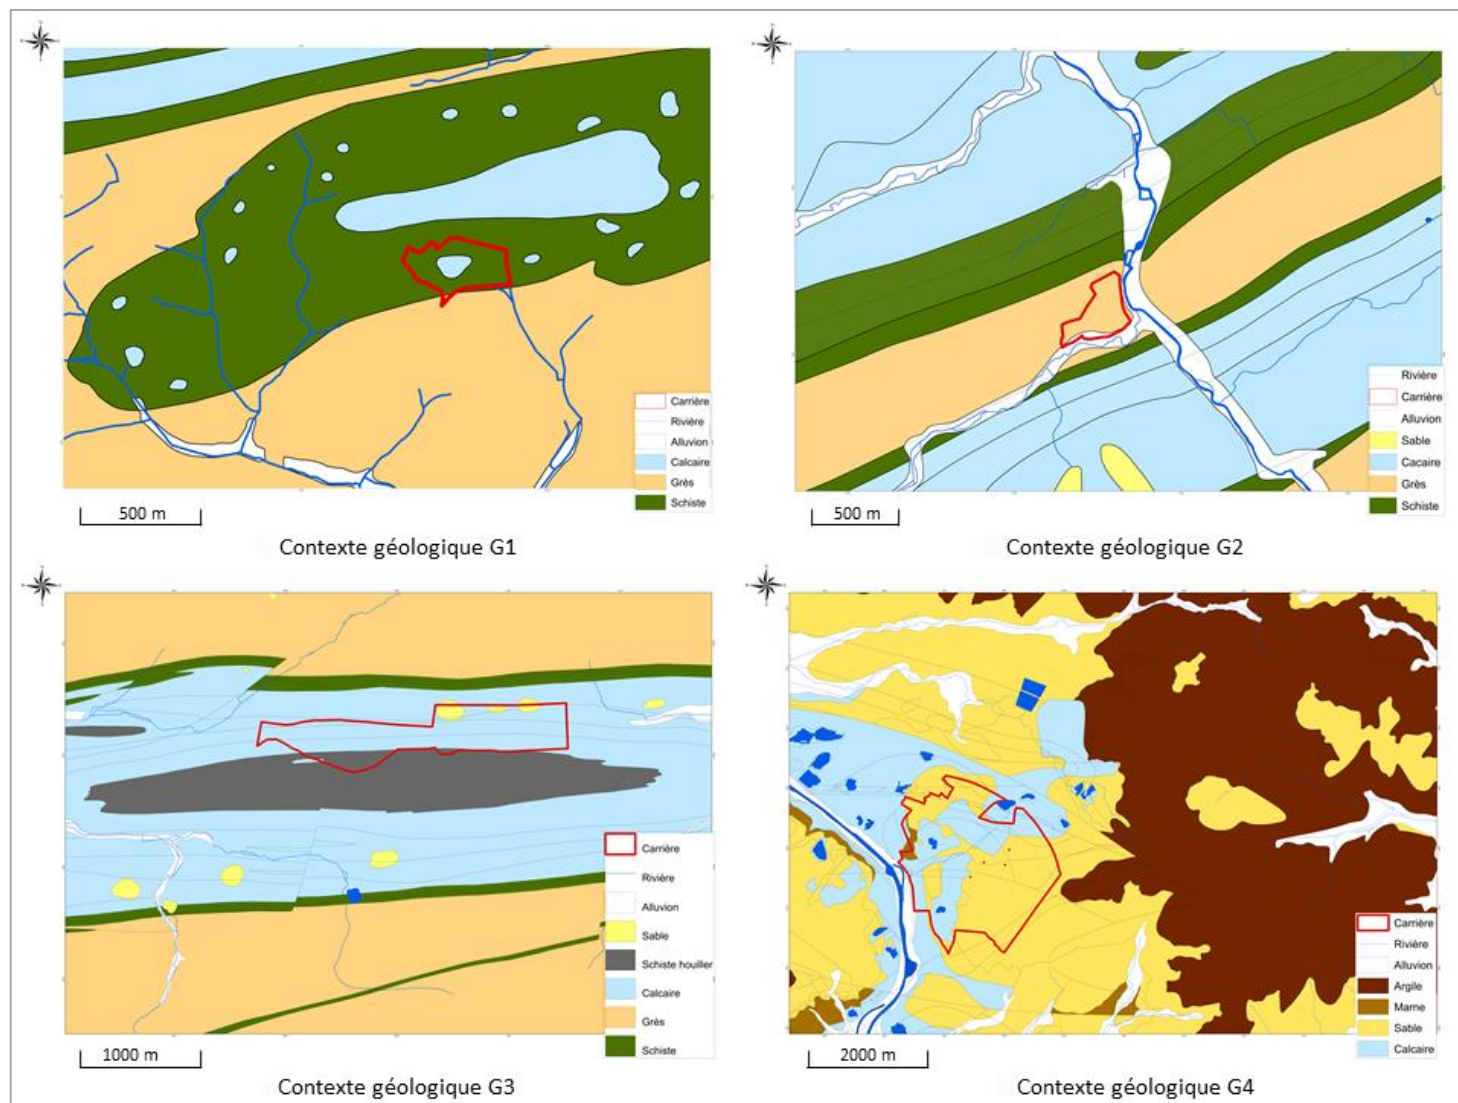 Carrière
Rivière
Alluvion
Calcaire
Grès
Schiste
500 m
Contexte géologique G1
Rivière
Carrière
Alluvion
Sable
Cacaire
Grès
Schiste
500 m
Contexte géologique G2
Carrière
Rivière
Alluvion
Sable
Schiste houiller
Calcaire
Grès
Schiste
1000 m
Contexte géologique G3
Carrière
Rivière
Alluvion
Argile
Marne
Sable
Calcaire
2000 m
Contexte géologique G4